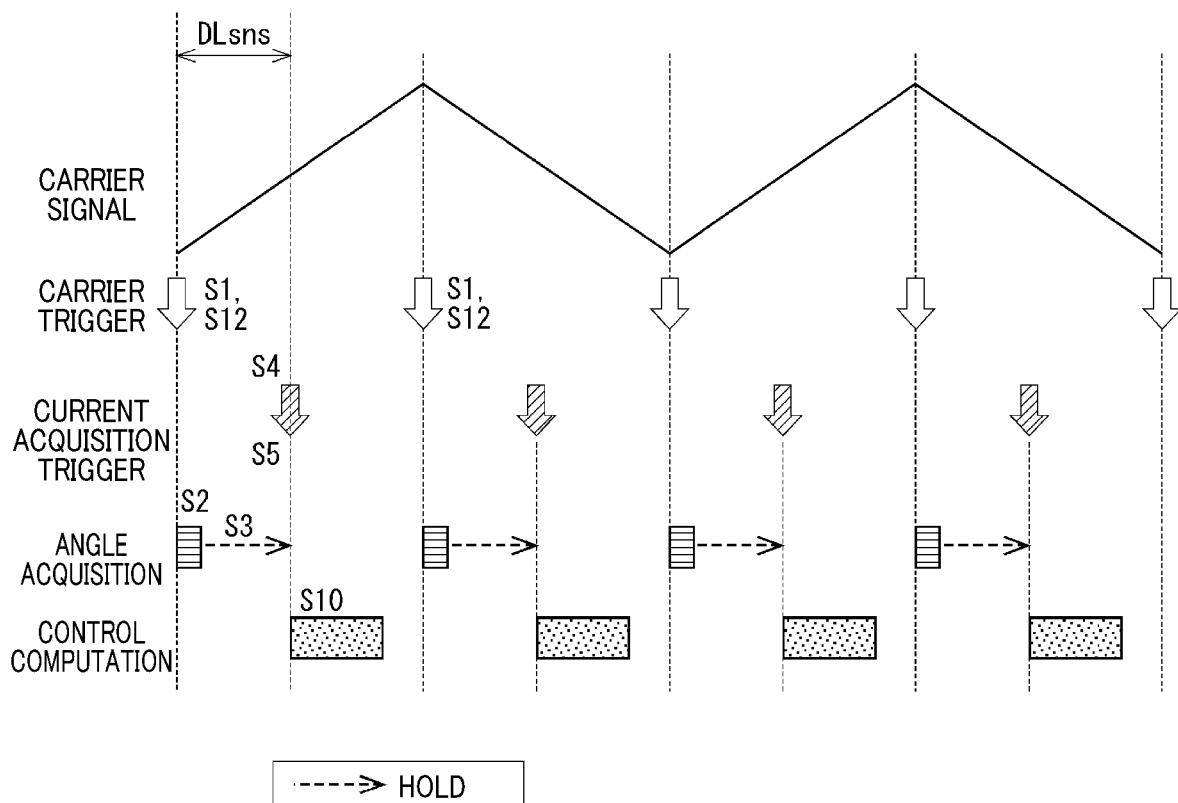 DLsns
CARRIER
SIGNAL
CARRIER
TRIGGER
S1,
S12
S1,
S12
S4
CURRENT
ACQUISITION
TRIGGER
S5
S2
S3
ANGLE
ACQUISITION
S10
CONTROL
COMPUTATION
HOLD